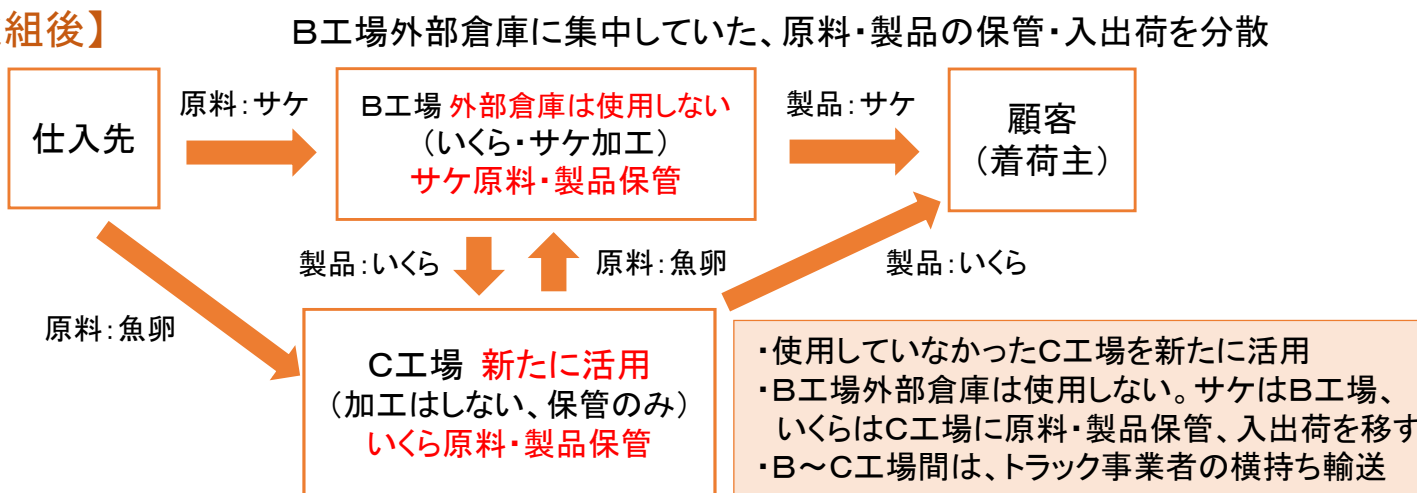 組後】
B工場外部倉庫に集中していた、原料・製品の保管・入出荷を分散
仕入先
原料:サケ
B工場 外部倉庫は使用しない
(いくら・サケ加工)
サケ原料・製品保管
製品:サケ
顧客
(着荷主)
製品:いくら
原料:魚卵
製品:いくら
原料:魚卵
C工場 新たに活用
(加工はしない、保管のみ)
いくら原料・製品保管
・使用していなかったC工場を新たに活用
・B工場外部倉庫は使用しない。サケはB工場、
いくらはC工場に原料・製品保管、入出荷を移す
・B～C工場間は、トラック事業者の横持ち輸送